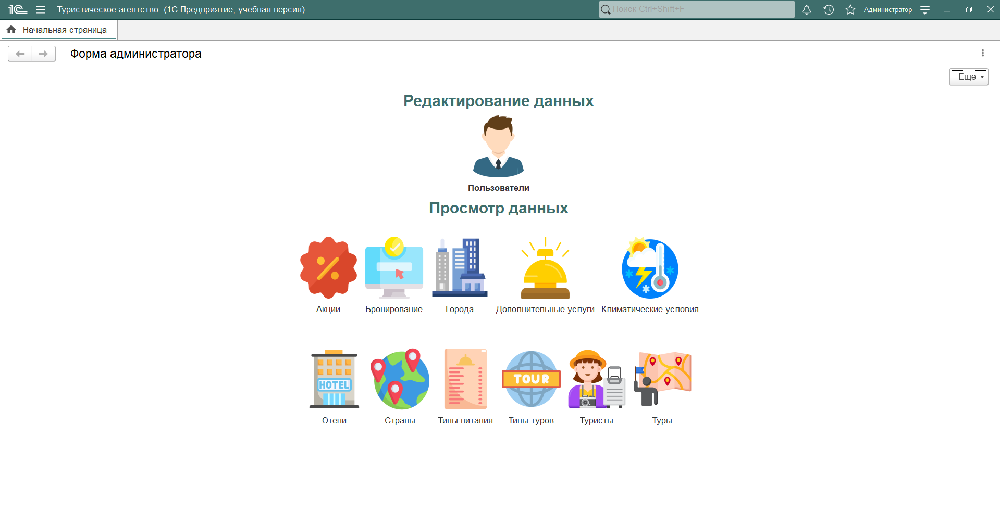 1С Туристическое агентство (1С:Предприятие, учебная версия) Поиск Ctrl+Shift+F Администратор
Начальная страница
Форма администратора
Еще
Редактирование данных
Пользователи
Просмотр данных
Акции Бронирование Города Дополнительные услуги Климатические условия
HOTEL TOUR
Отели Страны Типы питания Типы туров Туристы Туры